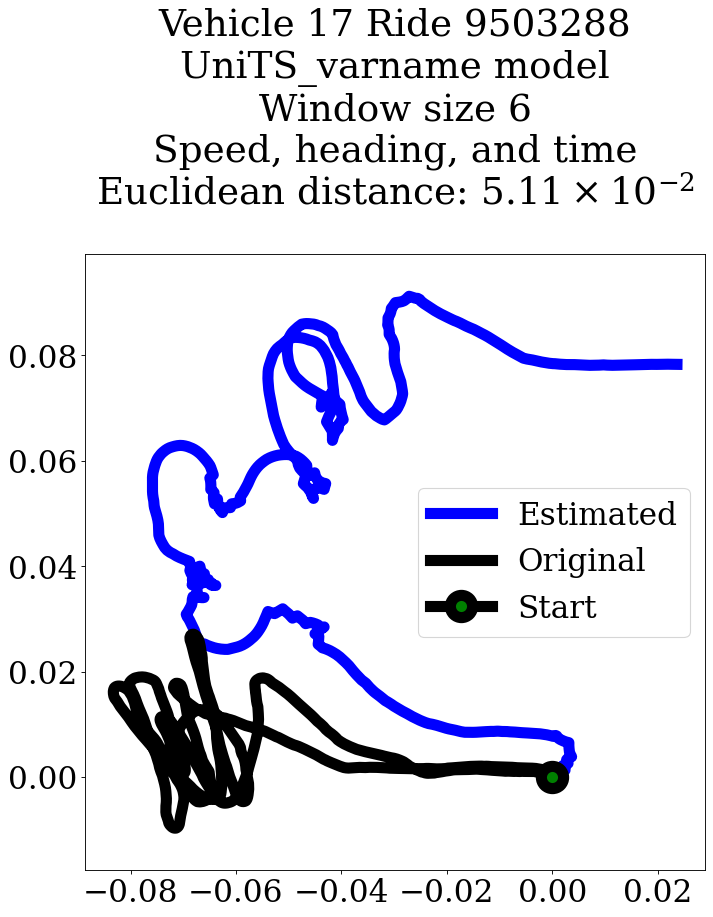 Vehicle 17 Ride 9503288
UniTS_varname model
Window size 6
Speed, heading, and time
Euclidean distance: 5.11 × 10⁻²
0.08
0.06
0.04
0.02
0.00
Estimated
Original
Start
−0.08 −0.06 −0.04 −0.02 0.00 0.02